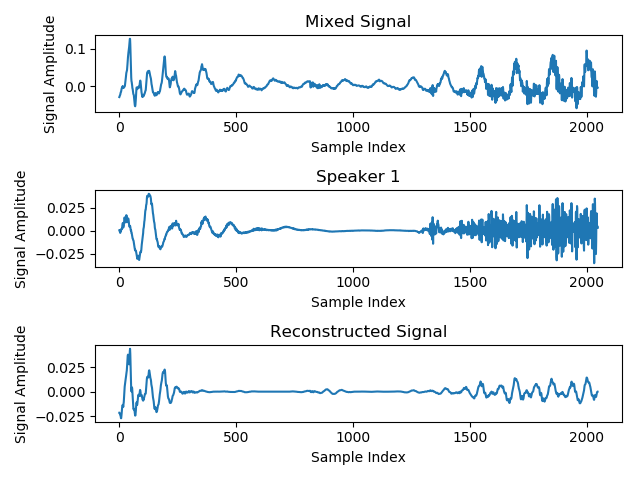 Mixed Signal
Signal Amplitude
0.1
0.0
0 500 1000 1500 2000
Sample Index
Speaker 1
Signal Amplitude
0.025
0.000
−0.025
0 500 1000 1500 2000
Sample Index
Reconstructed Signal
Signal Amplitude
0.025
0.000
−0.025
0 500 1000 1500 2000
Sample Index